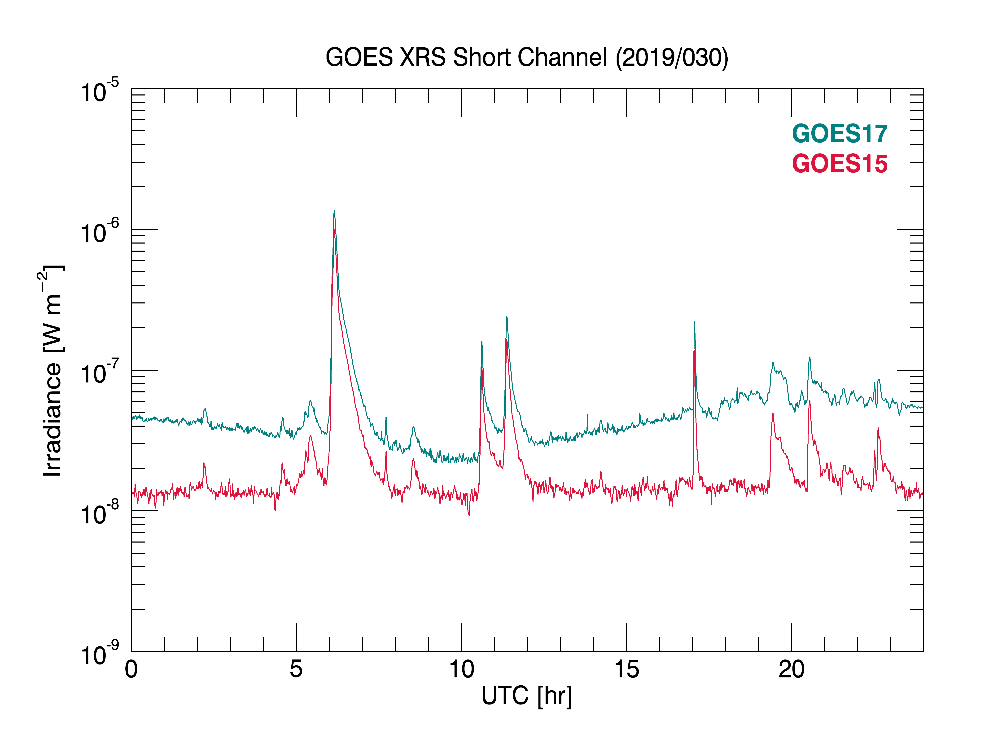 GOES XRS Short Channel (2019/030)
GOES17
GOES15
10⁻⁵
10⁻⁶
10⁻⁷
10⁻⁸
10⁻⁹
Irradiance [W m⁻²]
0 5 10 15 20
UTC [hr]